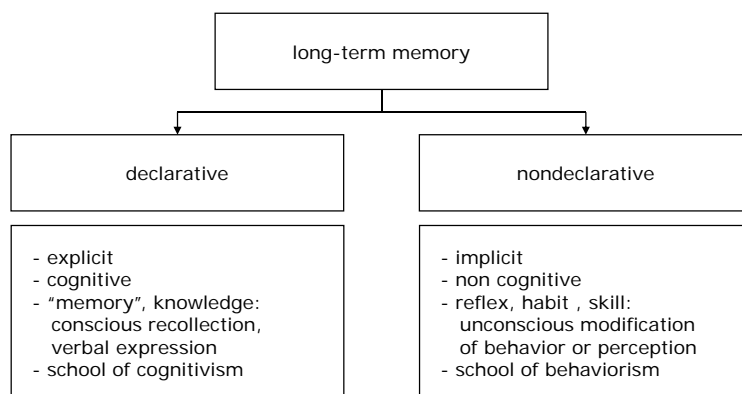 long-term memory
declarative
nondeclarative
- explicit
- cognitive
- "memory", knowledge:
conscious recollection,
verbal expression
- school of cognitivism
- implicit
- non cognitive
- reflex, habit , skill:
unconscious modification
of behavior or perception
- school of behaviorism